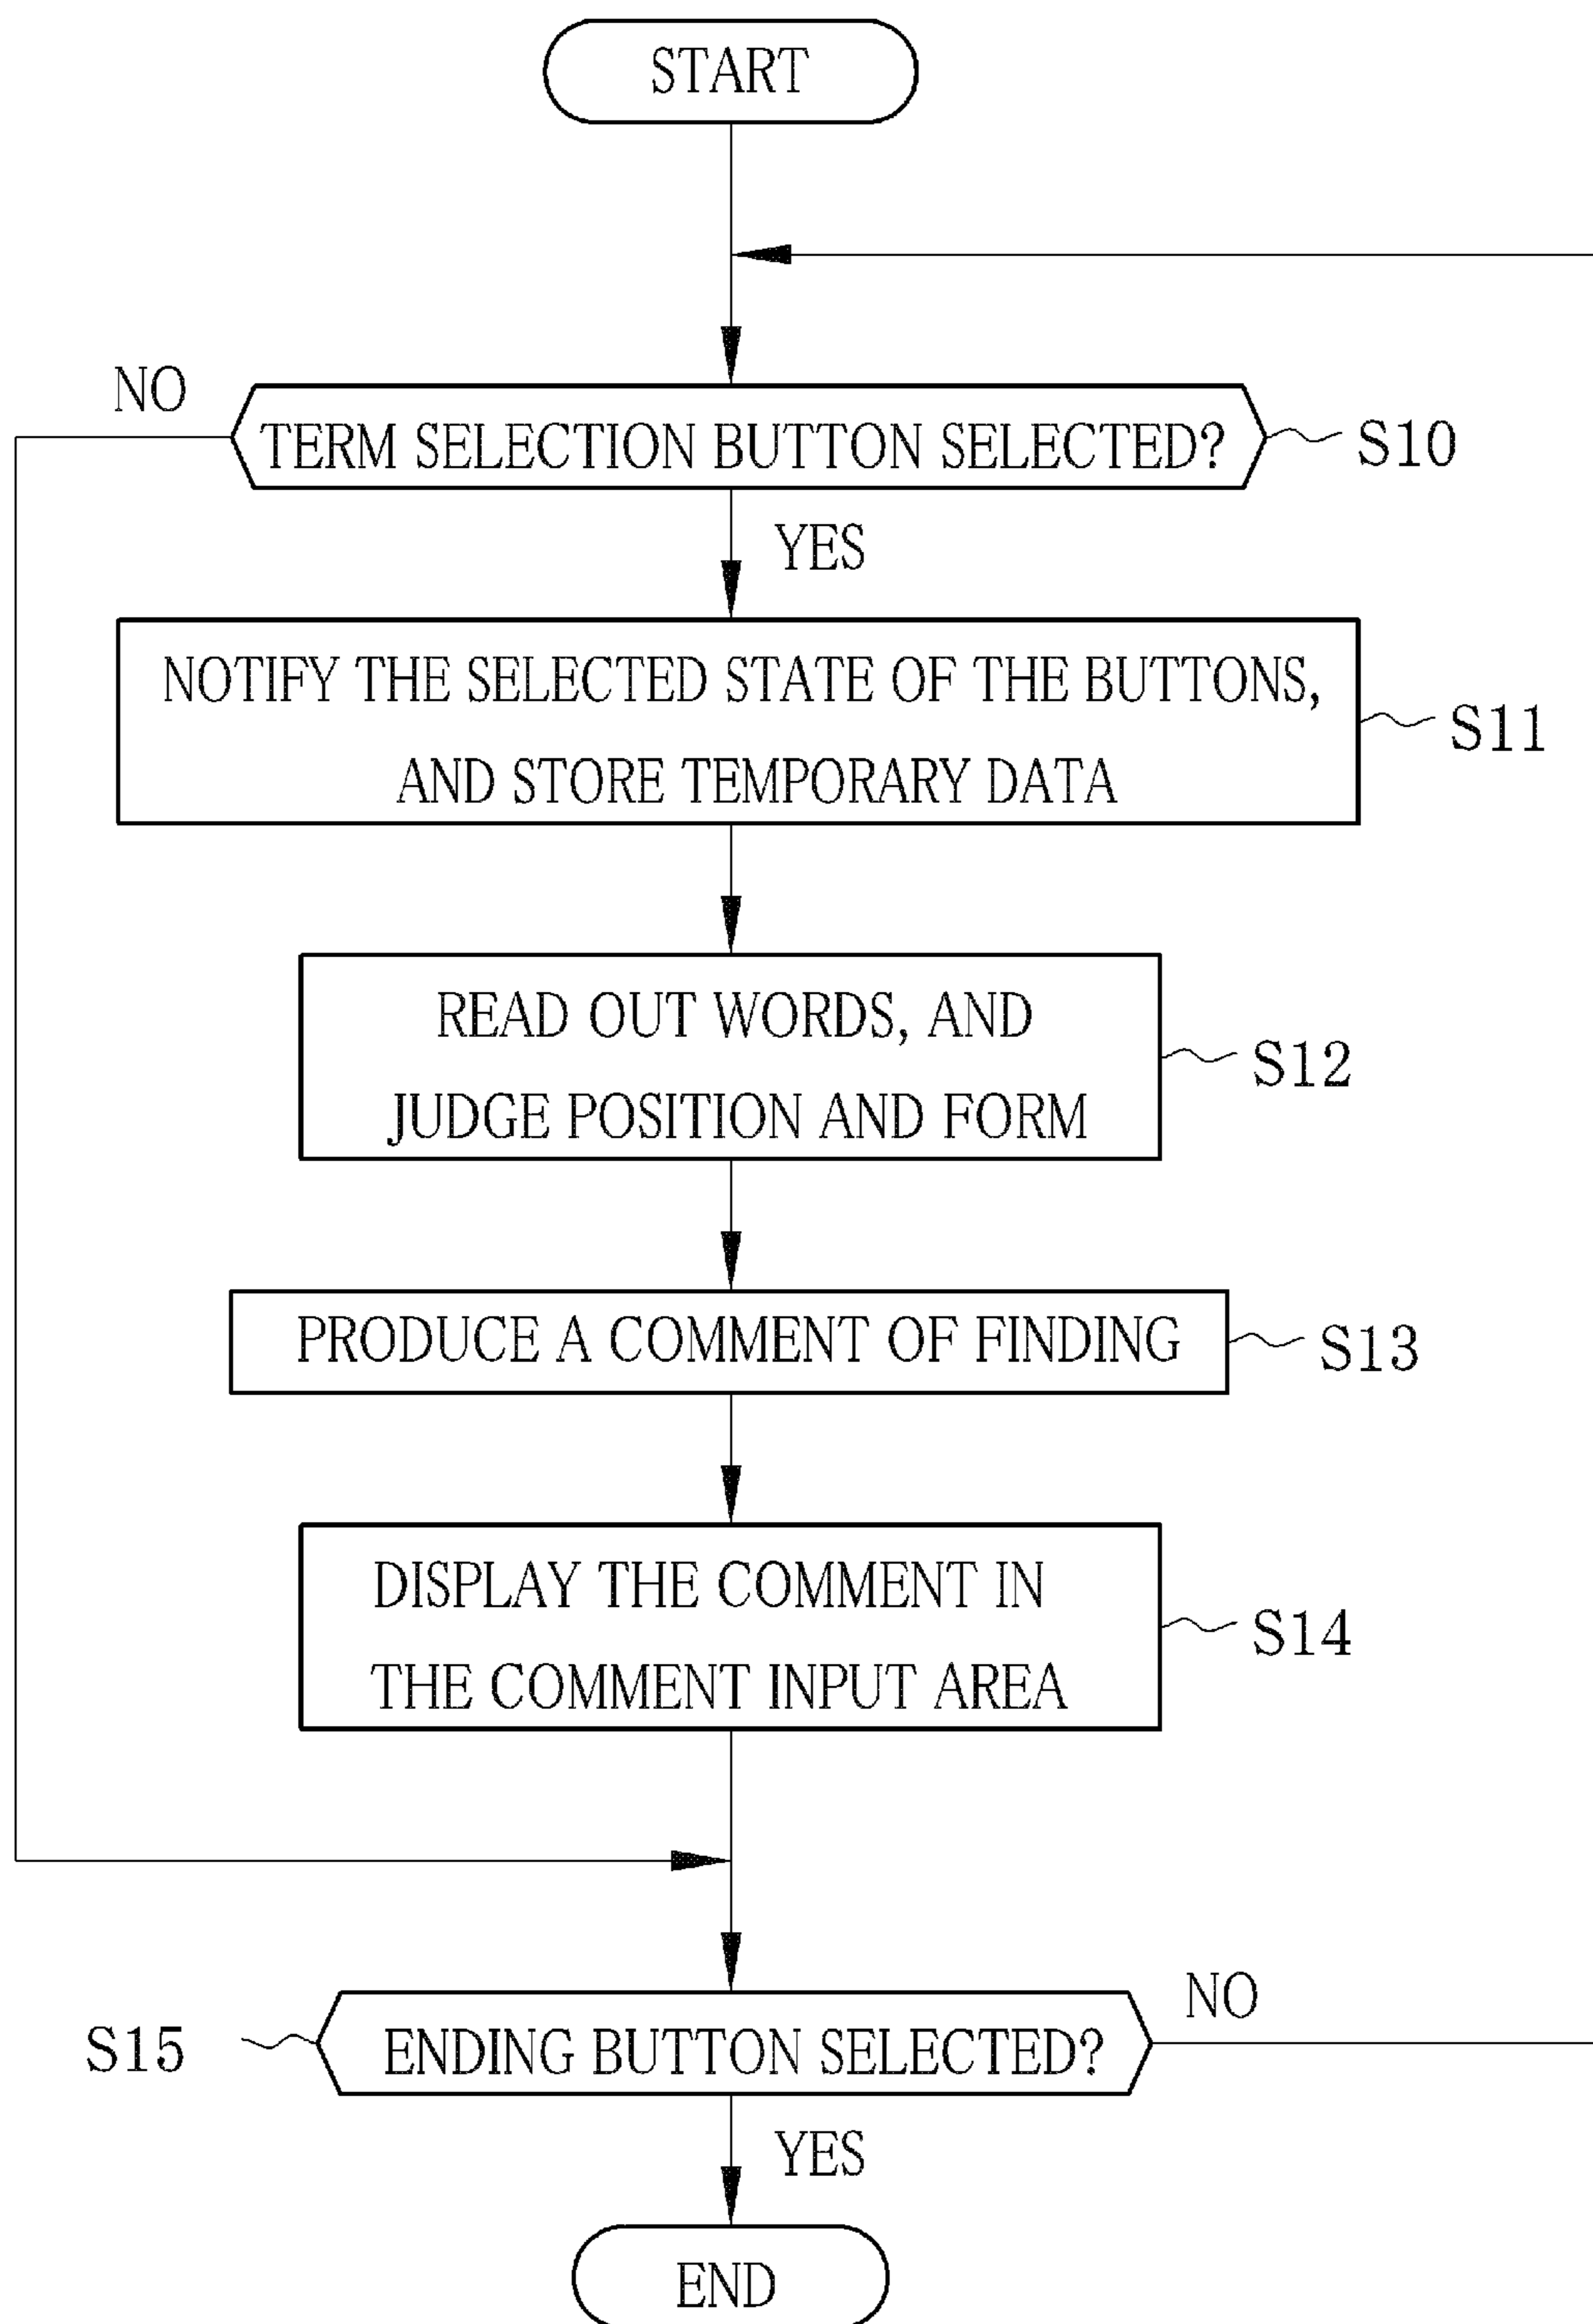 START
NO
TERM SELECTION BUTTON SELECTED?
S10
YES
NOTIFY THE SELECTED STATE OF THE BUTTONS,
AND STORE TEMPORARY DATA
S11
READ OUT WORDS, AND
JUDGE POSITION AND FORM
S12
PRODUCE A COMMENT OF FINDING
S13
DISPLAY THE COMMENT IN
THE COMMENT INPUT AREA
S14
S15
ENDING BUTTON SELECTED?
NO
YES
END